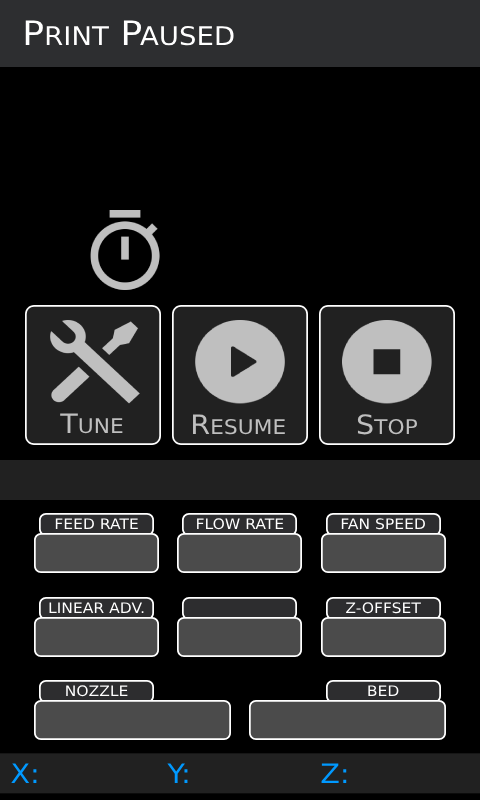 Print Paused
Tune Resume Stop
FEED RATE FLOW RATE FAN SPEED
LINEAR ADV. Z-OFFSET
NOZZLE BED
X: Y: Z: